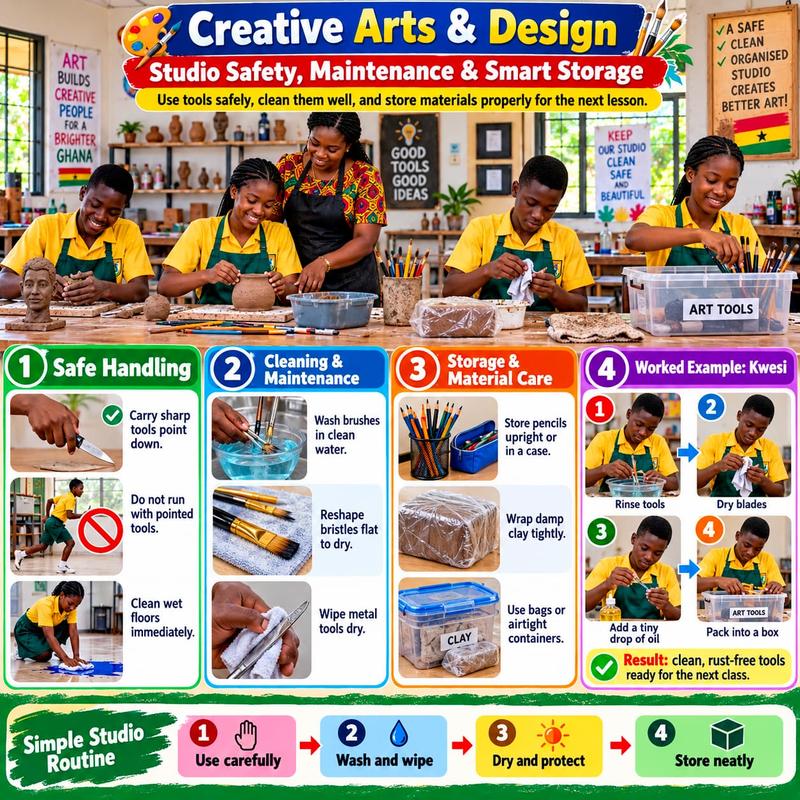 Creative Arts & Design
Studio Safety, Maintenance & Smart Storage
Use tools safely, clean them well, and store materials properly for the next lesson.
ART
BUILDS
CREATIVE
PEOPLE
FOR A
BRIGHTER
GHANA
GOOD
TOOLS
GOOD
IDEAS
KEEP
OUR STUDIO
CLEAN
SAFE
AND
BEAUTIFUL
✓ A SAFE
✓ CLEAN
✓ ORGANISED
STUDIO
CREATES
BETTER ART!
ART TOOLS
1 Safe Handling
Carry sharp
tools point
down.
Do not run
with pointed
tools.
Clean wet
floors
immediately.
2 Cleaning &
Maintenance
Wash brushes
in clean
water.
Reshape
bristles flat
to dry.
Wipe metal
tools dry.
3 Storage &
Material Care
Store pencils
upright or
in a case.
Wrap damp
clay tightly.
CLAY
Use bags or
airtight
containers.
4 Worked Example: Kwesi
1
Rinse tools
2
Dry blades
3
Add a tiny
drop of oil
4
ART TOOLS
Pack into a box
Result: clean, rust-free tools
ready for the next class.
Simple Studio
Routine
1
Use carefully
2
Wash and wipe
3
Dry and protect
4
Store neatly